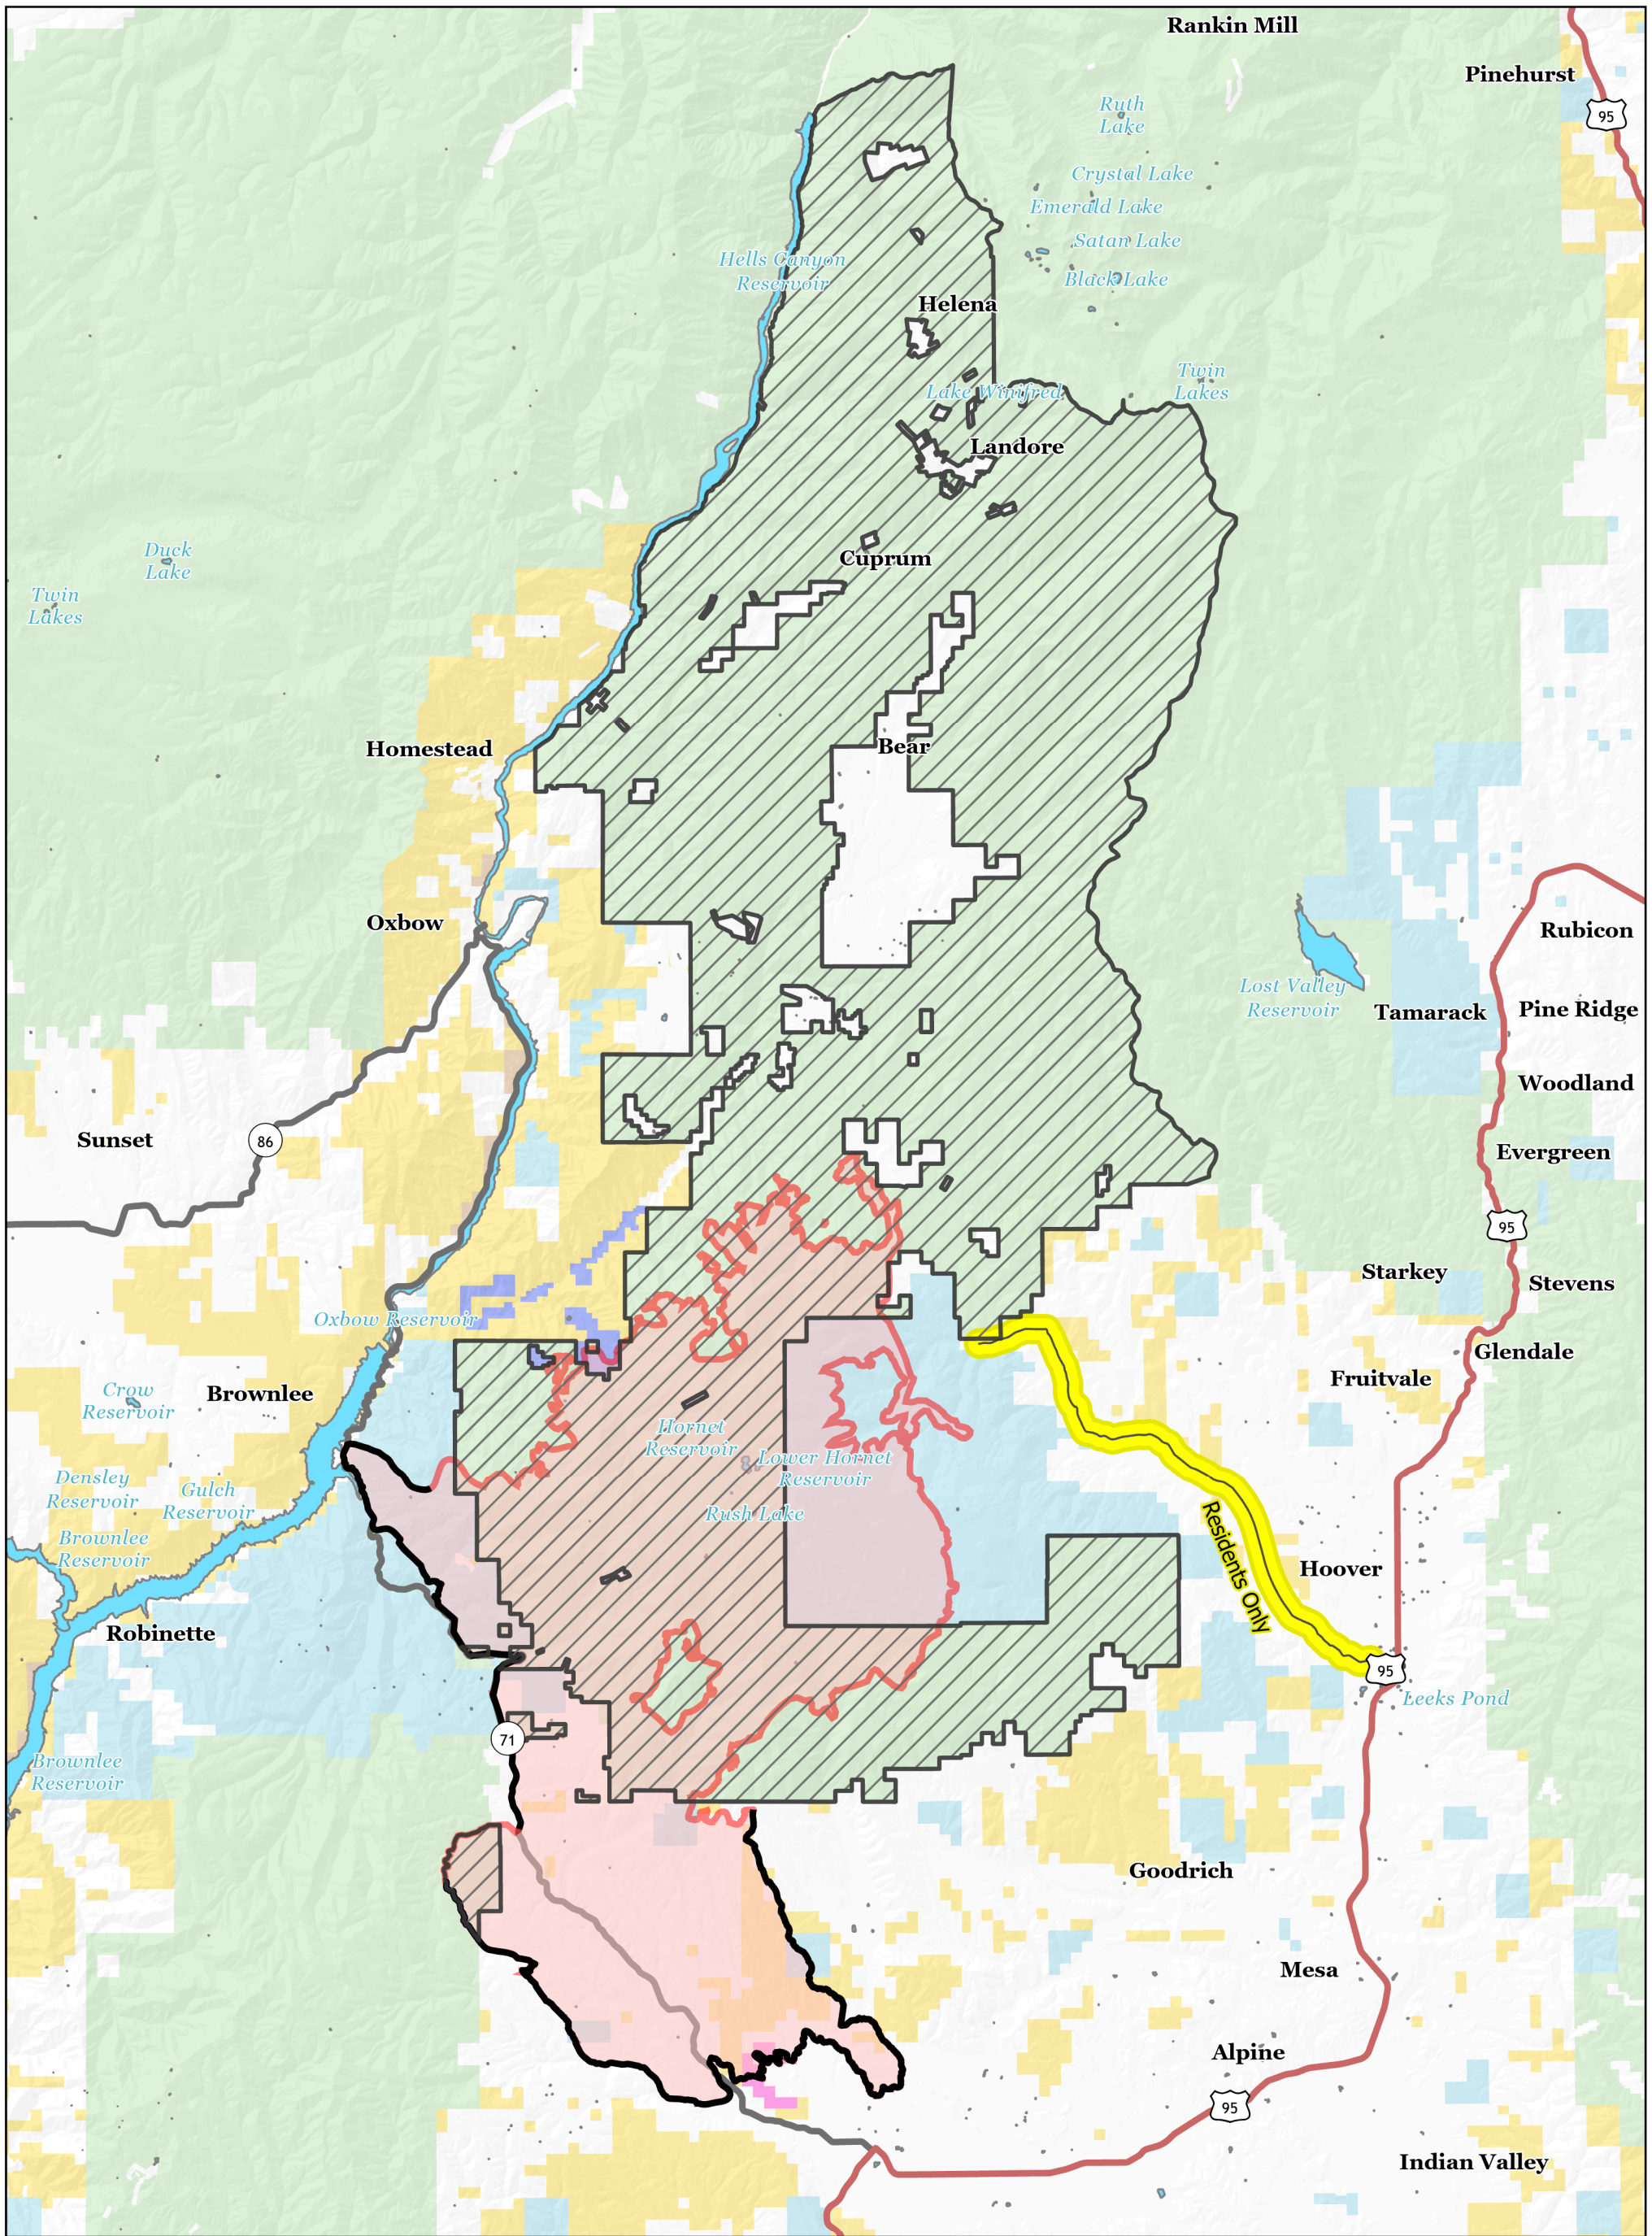 Rankin Mill
Pinehurst
95
Ruth
Lake
Crystal Lake
Emerald Lake
Satan Lake
Black Lake
Hells Canyon
Reservoir
Helena
Twin
Lakes
Lake Winifred
Landore
Duck
Lake
Cuprum
Twin
Lakes
Homestead
Bear
Oxbow
Rubicon
Lost Valley
Reservoir
Tamarack
Pine Ridge
Woodland
Sunset
86
Evergreen
95
Starkey
Stevens
Oxbow Reservoir
Glendale
Fruitvale
Crow
Reservoir
Brownlee
Hornet
Reservoir
Lower Hornet
Reservoir
Densley
Reservoir
Gulch
Reservoir
Rush Lake
Brownlee
Reservoir
Residents Only
Hoover
Robinette
95
Leeks Pond
71
Brownlee
Reservoir
Goodrich
Mesa
Alpine
95
Indian Valley